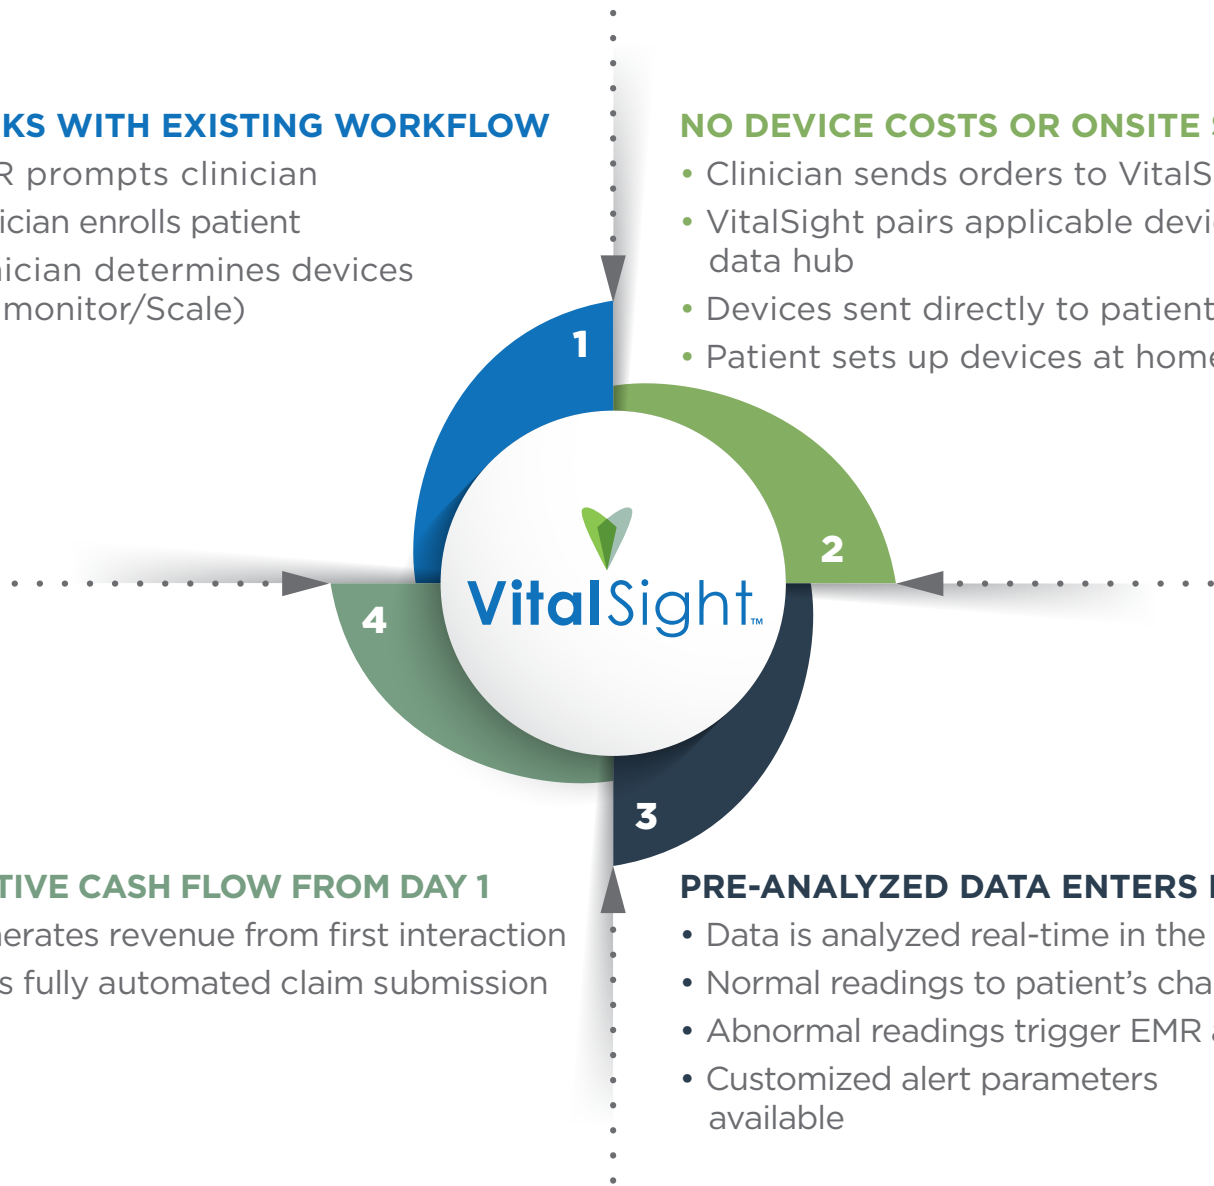 KS WITH EXISTING WORKFLOW
R prompts clinician
ician enrolls patient
nician determines devices
monitor/Scale)
NO DEVICE COSTS OR ONSITE
• Clinician sends orders to VitalS
• VitalSight pairs applicable devi
data hub
• Devices sent directly to patient
• Patient sets up devices at home
1
2
VitalSight™
4
3
TIVE CASH FLOW FROM DAY 1
nerates revenue from first interaction
s fully automated claim submission
PRE-ANALYZED DATA ENTERS
• Data is analyzed real-time in the
• Normal readings to patient’s cha
• Abnormal readings trigger EMR a
• Customized alert parameters
available